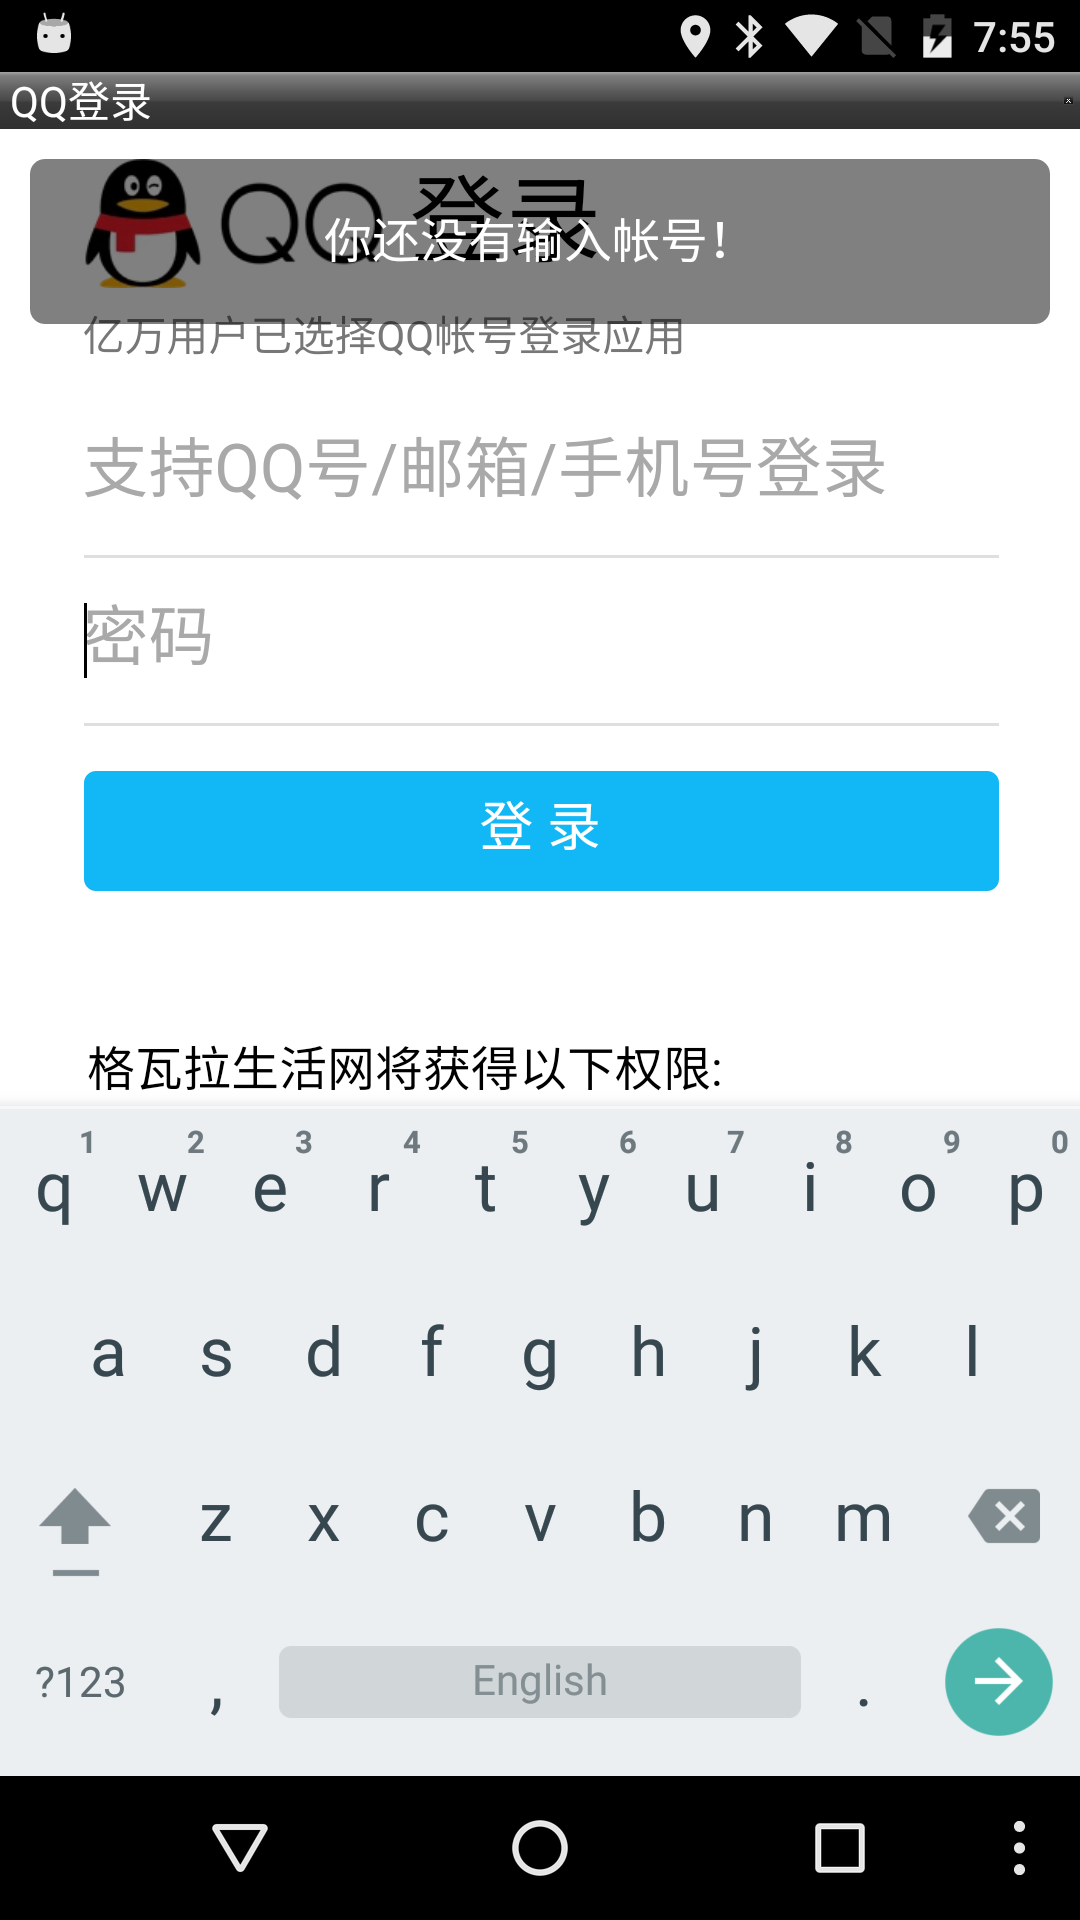 7:55
QQ登录
QQ登录
你还没有输入帐号！
亿万用户已选择QQ帐号登录应用
支持QQ号/邮箱/手机号登录
密码
登 录
格瓦拉生活网将获得以下权限:
1 2 3 4 5 6 7 8 9 0
q w e r t y u i o p
a s d f g h j k l
z x c v b n m
?123 , English .